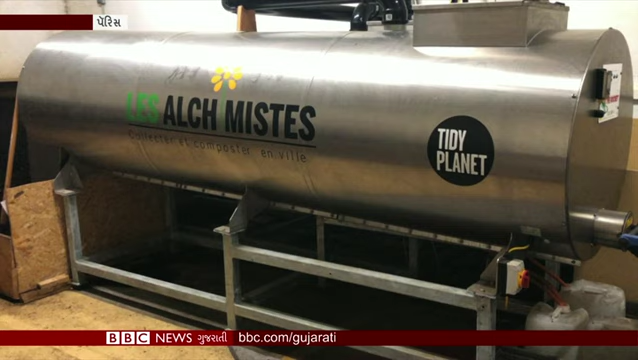 પૅરિસ
LES ALCH MISTES
Collecter et composter en ville
TIDY
PLANET
BBC NEWS ગુજરાતી bbc.com/gujarati